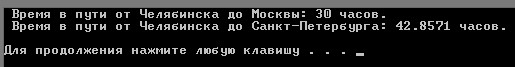 Время в пути от Челябинска до Москвы: 30 часов.
Время в пути от Челябинска до Санкт-Петербурга: 42.8571 часов.
Для продолжения нажмите любую клавишу . . . _